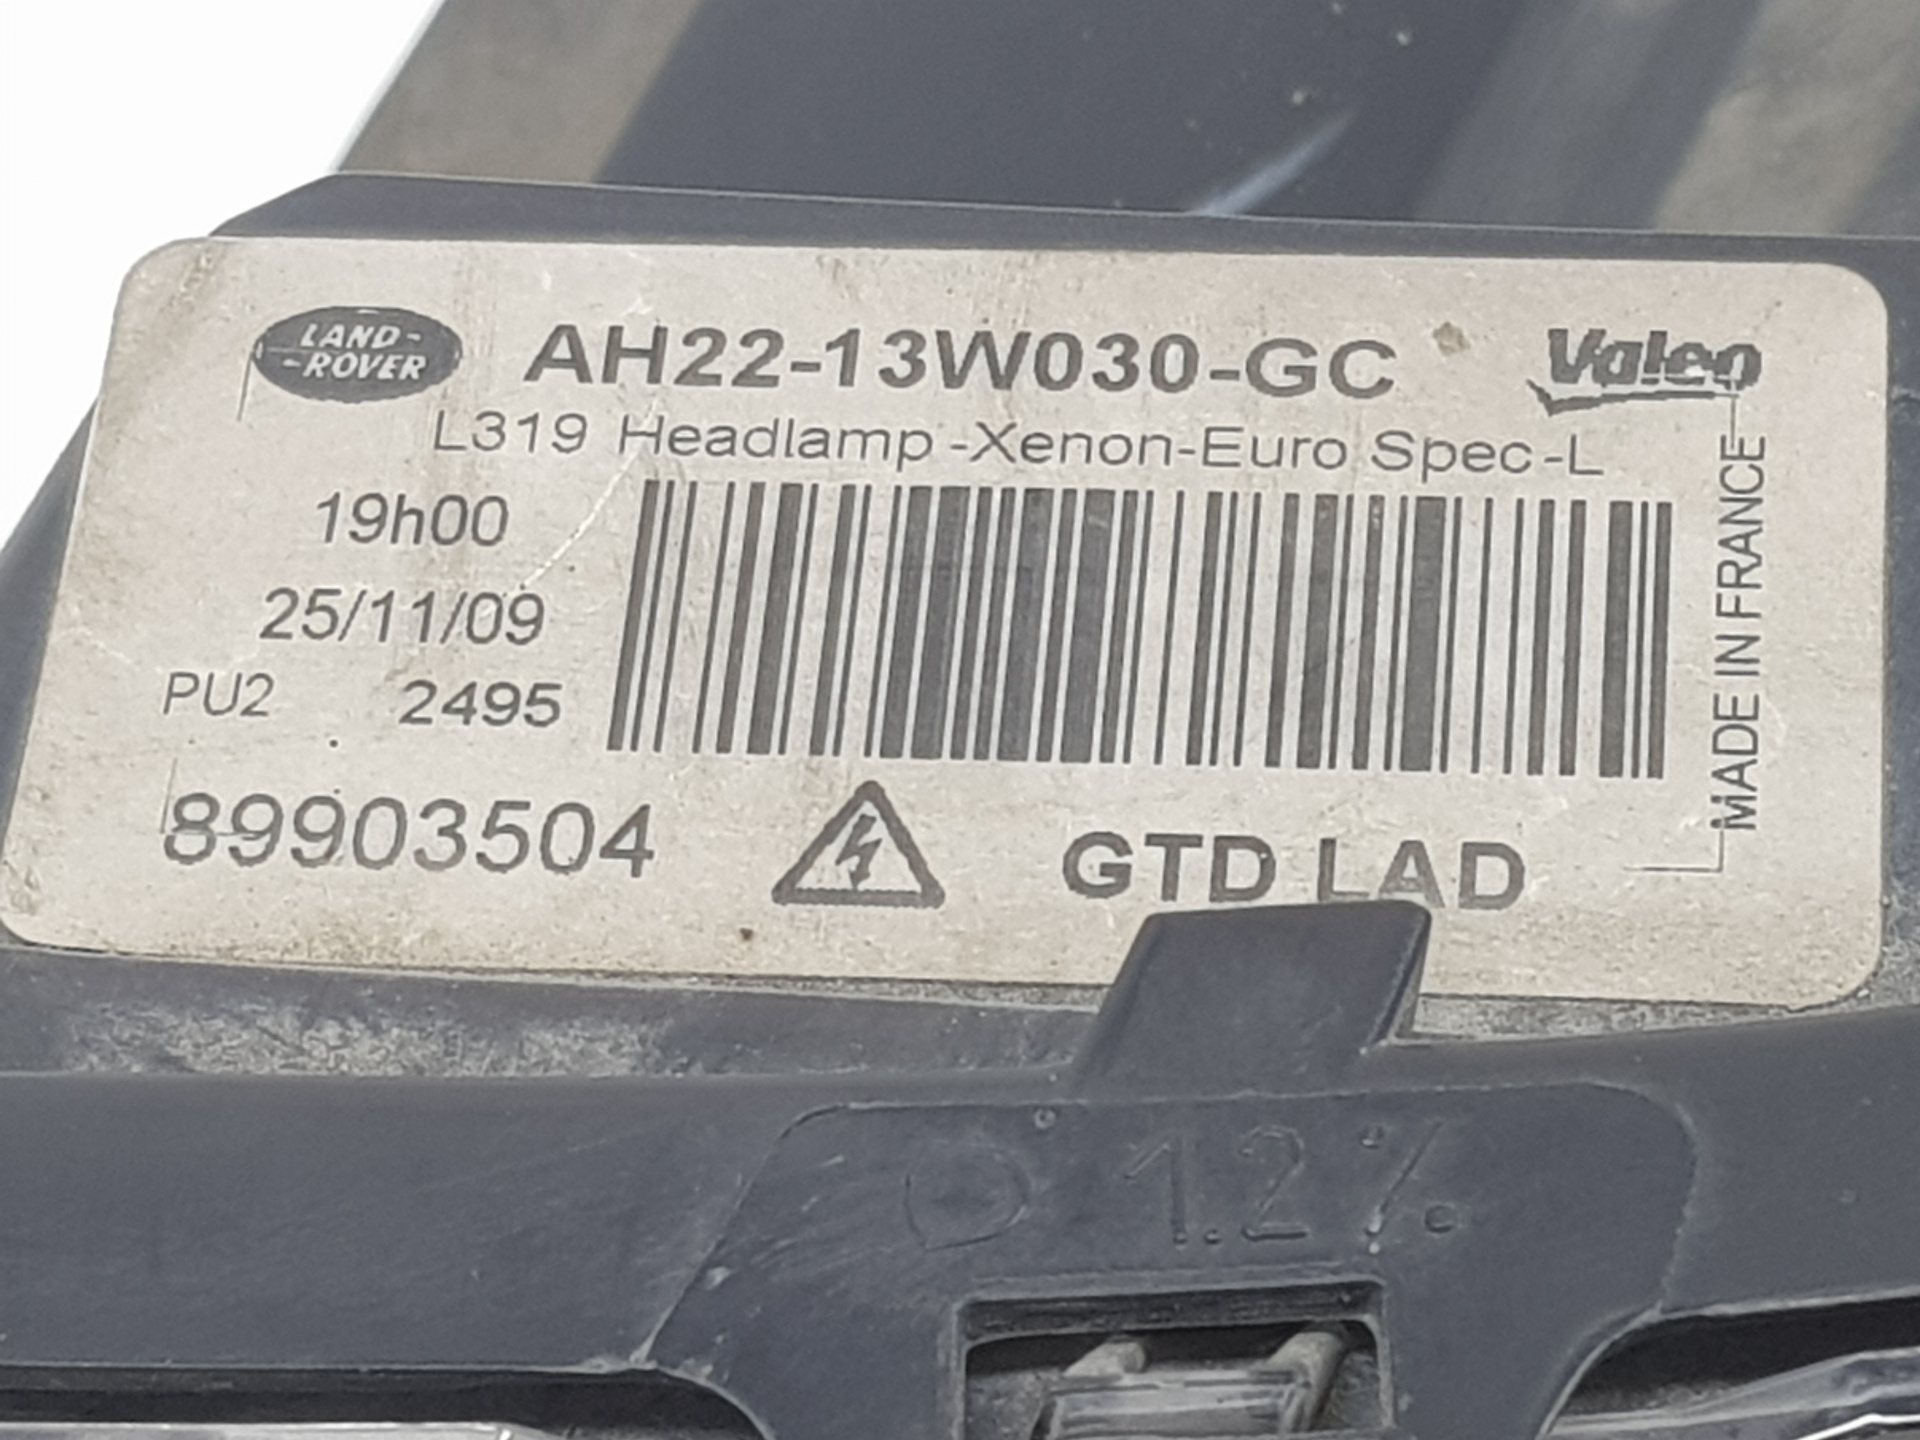 LAND-
-ROVER
AH22-13W030-GC
Valeo
L319 Headlamp -Xenon-Euro Spec-L
19h00
25/11/09
PU2 2495
MADE IN FRANCE
89903504
GTD LAD
1.2%